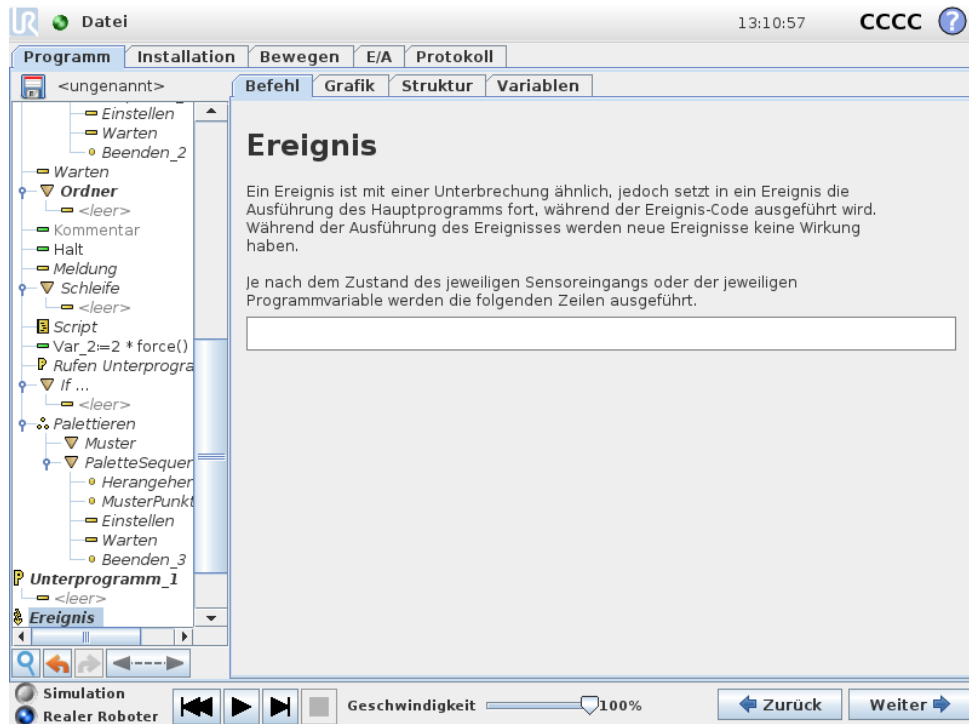 UR Datei 13:10:57 CCCC ?
Programm Installation Bewegen E/A Protokoll
<ungenannt>
Befehl Grafik Struktur Variablen
Einstellen
Warten
Beenden_2
Warten
Ordner
<leer>
Kommentar
Halt
Meldung
Schleife
<leer>
Script
Var_2:=2 * force()
Rufen Unterprogra
If ...
<leer>
Palettieren
Muster
PaletteSequer
Herangeher
MusterPunkt
Einstellen
Warten
Beenden_3
P Unterprogramm_1
<leer>
Ereignis
Ereignis
Ein Ereignis ist mit einer Unterbrechung ähnlich, jedoch setzt in ein Ereignis die
Ausführung des Hauptprogramms fort, während der Ereignis-Code ausgeführt wird.
Während der Ausführung des Ereignisses werden neue Ereignisse keine Wirkung
haben.
Je nach dem Zustand des jeweiligen Sensoreingangs oder der jeweiligen
Programmvariable werden die folgenden Zeilen ausgeführt.
Simulation
Realer Roboter
Geschwindigkeit 100%
Zurück Weiter